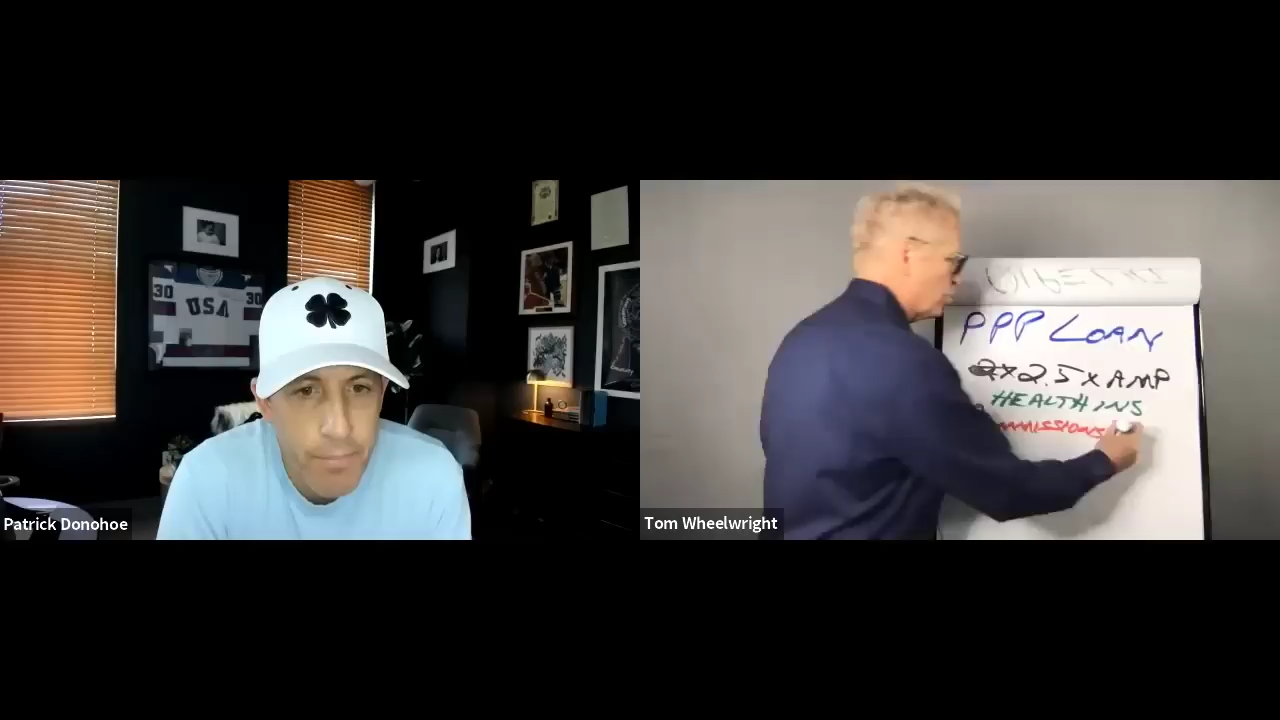 30 USA 30
Patrick Donohoe
PPP LOAN
2.5 X AMP
HEALTH INS
Tom Wheelwright